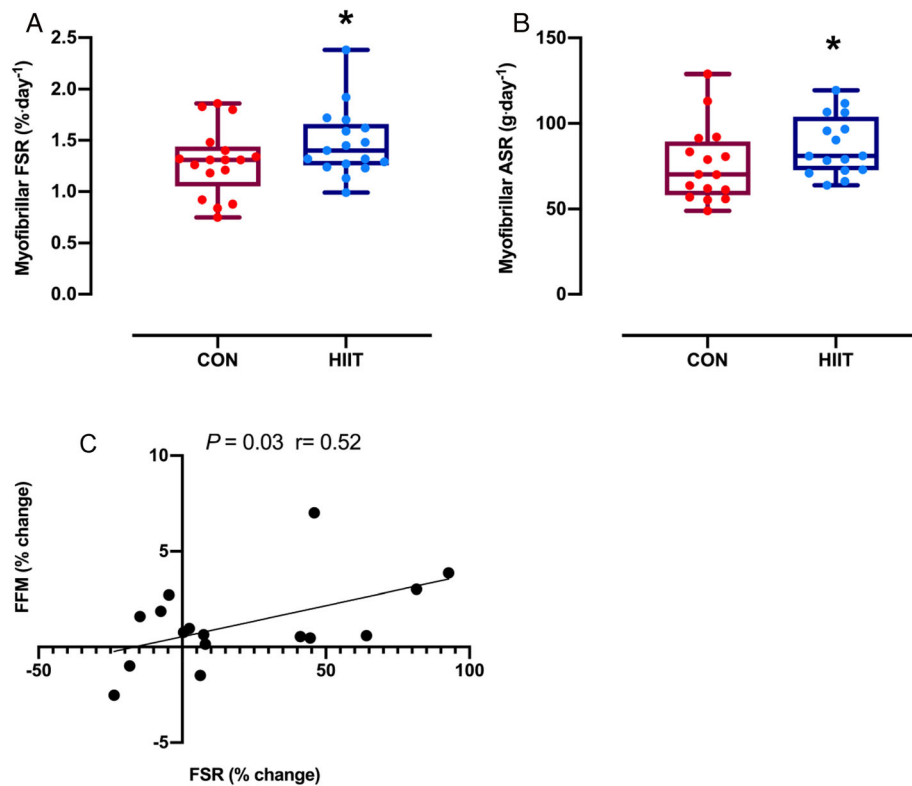 A
*
Myofibrillar FSR (%·day-1)
2.5
2.0
1.5
1.0
0.5
0.0
CON
HIIT
B
*
Myofibrillar ASR (g·day-1)
150
100
50
0
CON
HIIT
C
P = 0.03 r= 0.52
FFM (% change)
10
5
-5
-50
50
100
FSR (% change)